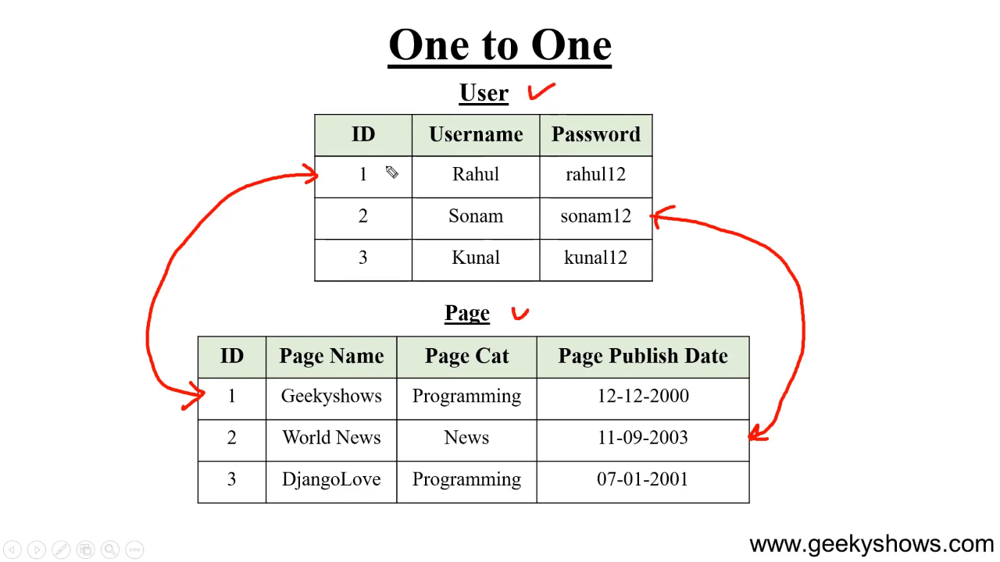 One to One
User
ID Username Password
1 Rahul rahul12
2 Sonam sonam12
3 Kunal kunal12
Page
ID Page Name Page Cat Page Publish Date
1 Geekyshows Programming 12-12-2000
2 World News News 11-09-2003
3 DjangoLove Programming 07-01-2001
www.geekyshows.com